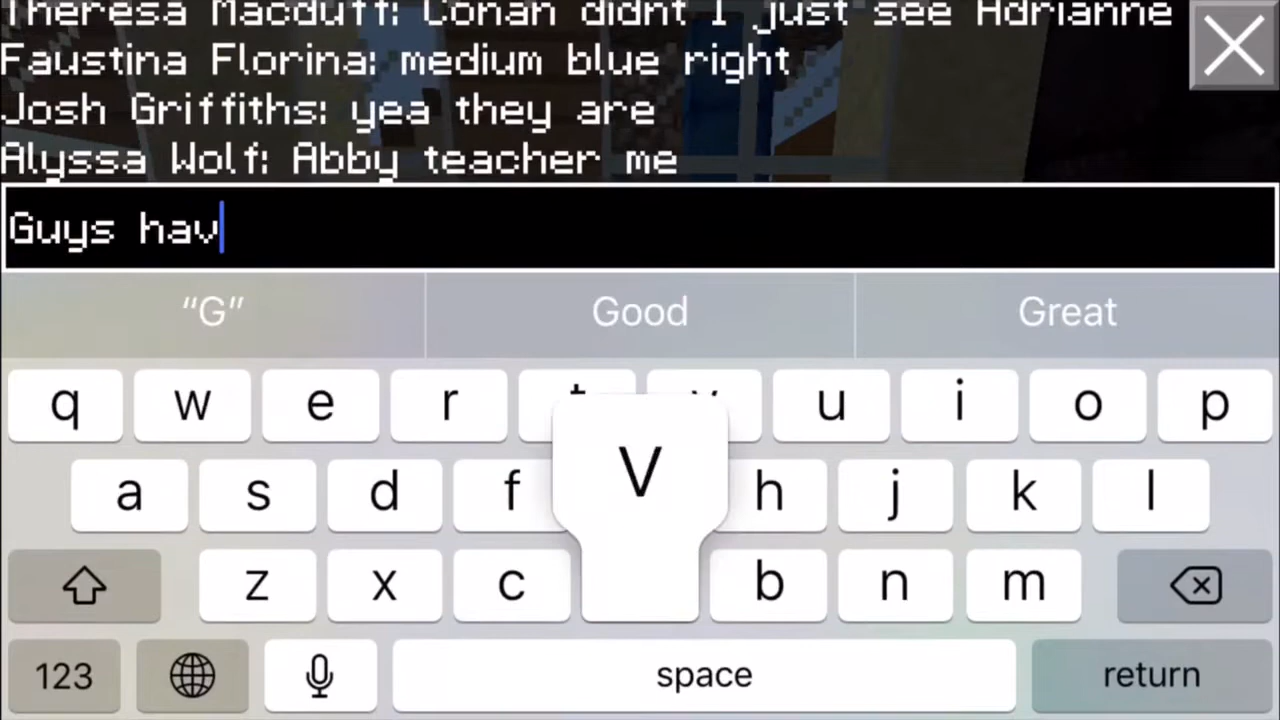 Theresa Macduff: Conan didnt I just see Adrianne
Faustina Florina: medium blue right
Josh Griffiths: yea they are
Alyssa Wolf: Abby teacher me
Guys hav
“G” Good Great
q w e r t y u i o p
a s d f h j k l
V
z x c b n m
123 space return